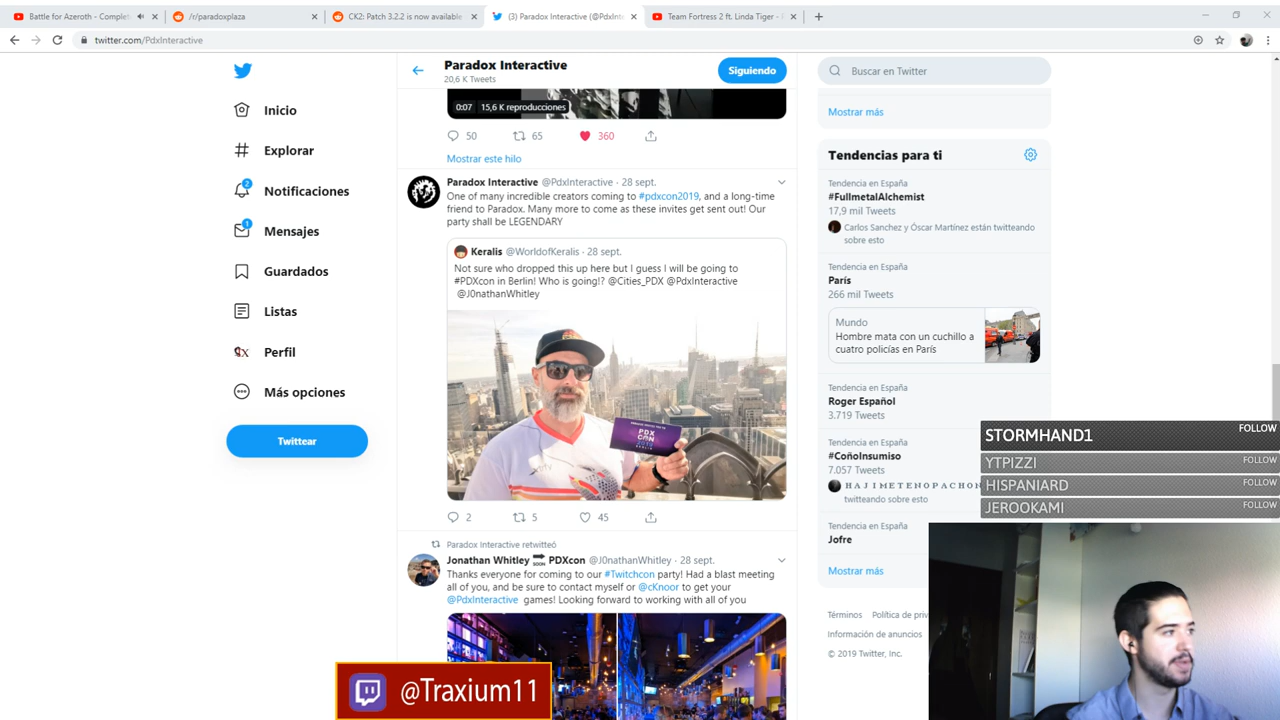 Battle for Azeroth - Complet
/r/paradoxplaza
CK2: Patch 3.2.2 is now available
(3) Paradox Interactive (@PdxInte
Team Fortress 2 ft. Linda Tiger -
twitter.com/PdxInteractive
Inicio
Explorar
2
Notificaciones
1
Mensajes
Guardados
Listas
Perfil
Más opciones
Twittear
Paradox Interactive
20,6 K Tweets
Siguiendo
0:07 15,6 K reproducciones
50 65 360
Mostrar este hilo
Paradox Interactive @PdxInteractive · 28 sept.
One of many incredible creators coming to #pdxcon2019, and a long-time
friend to Paradox. Many more to come as these invites get sent out! Our
party shall be LEGENDARY
Keralis @WorldofKeralis · 28 sept.
Not sure who dropped this up here but I guess I will be going to
#PDXcon in Berlin! Who is going!? @Cities_PDX @PdxInteractive
@J0nathanWhitley
PDX
CON
2 5 45
Paradox Interactive retwitteó
Jonathan Whitley SOON PDXcon @J0nathanWhitley · 28 sept.
Thanks everyone for coming to our #Twitchcon party! Had a blast meeting
all of you, and be sure to contact myself or @cKnoor to get your
@PdxInteractive games! Looking forward to working with all of you
@Traxium11
Buscar en Twitter
Mostrar más
Tendencias para ti
Tendencia en España
#FullmetalAlchemist
17,9 mil Tweets
Carlos Sanchez y Óscar Martínez están twitteando
sobre esto
Tendencia en España
París
266 mil Tweets
Mundo
Hombre mata con un cuchillo a
cuatro policías en París
Tendencia en España
Roger Español
3.719 Tweets
Tendencia en España
#CoñoInsumiso
7.057 Tweets
HAJIMETENOPACHON
twitteando sobre esto
Tendencia en España
Jofre
Mostrar más
Términos Política de priv
Información de anuncios
© 2019 Twitter, Inc.
STORMHAND1 FOLLOW
YTPIZZI FOLLOW
HISPANIARD FOLLOW
JEROOKAMI FOLLOW